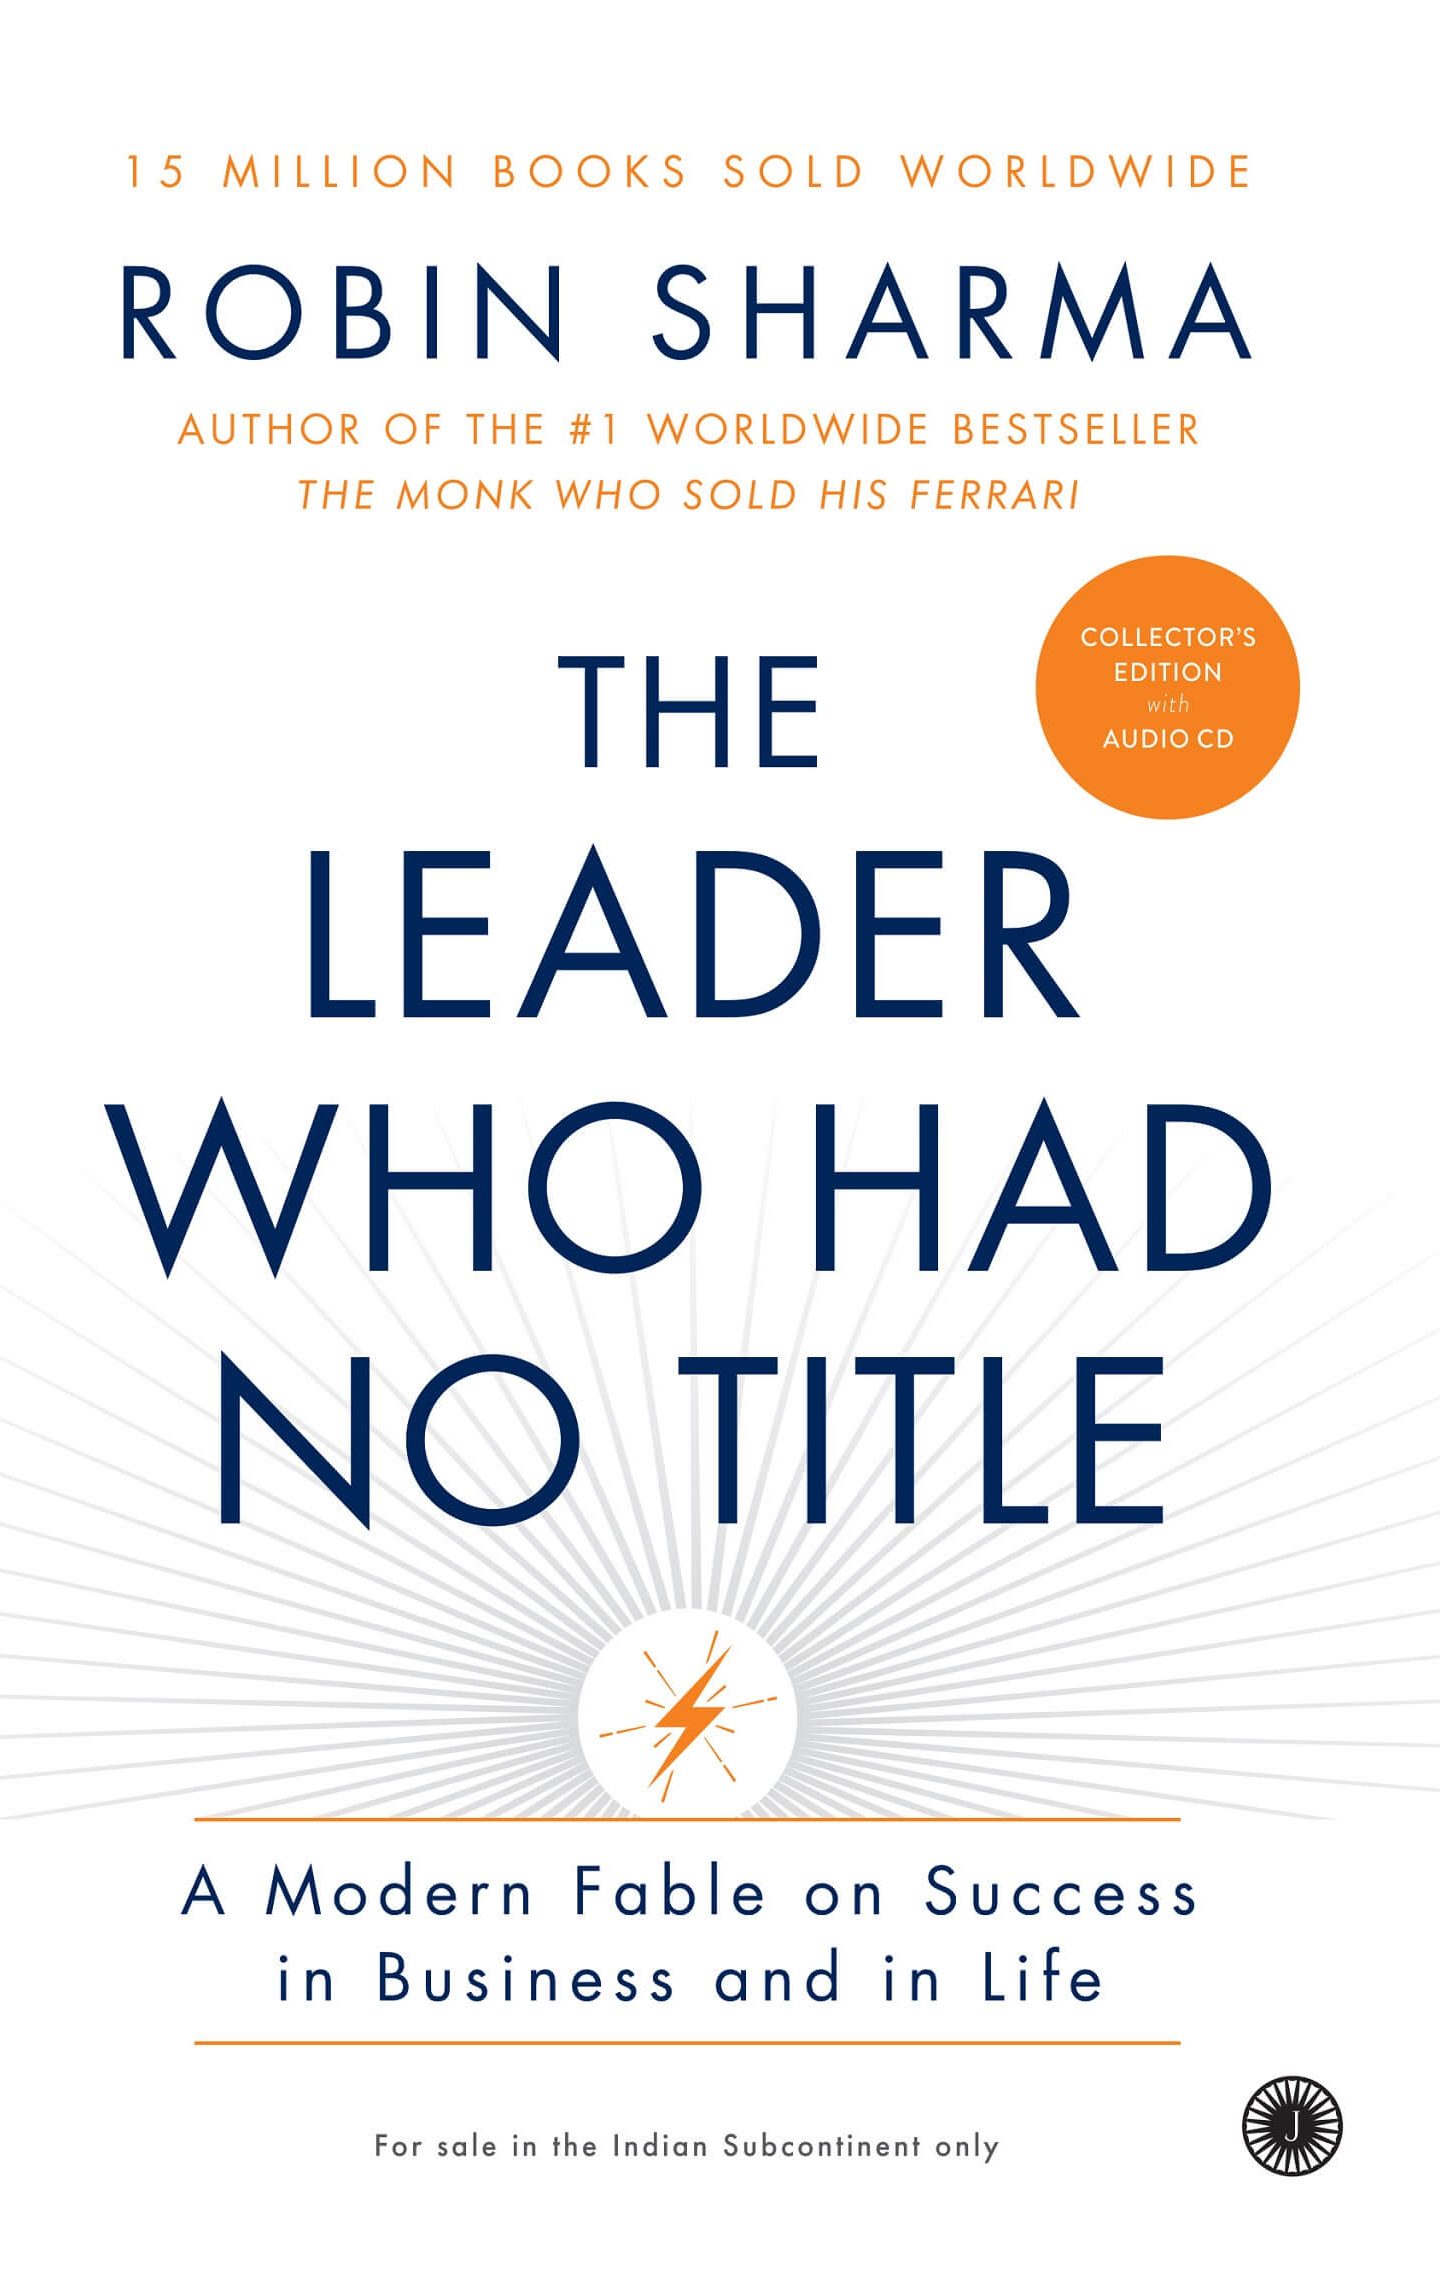 15 MILLION BOOKS SOLD WORLDWIDE
ROBIN SHARMA
AUTHOR OF THE #1 WORLDWIDE BESTSELLER
THE MONK WHO SOLD HIS FERRARI
COLLECTOR'S
EDITION
with
AUDIO CD
THE
LEADER
WHO HAD
NO TITLE
A Modern Fable on Success
in Business and in Life
For sale in the Indian Subcontinent only
J